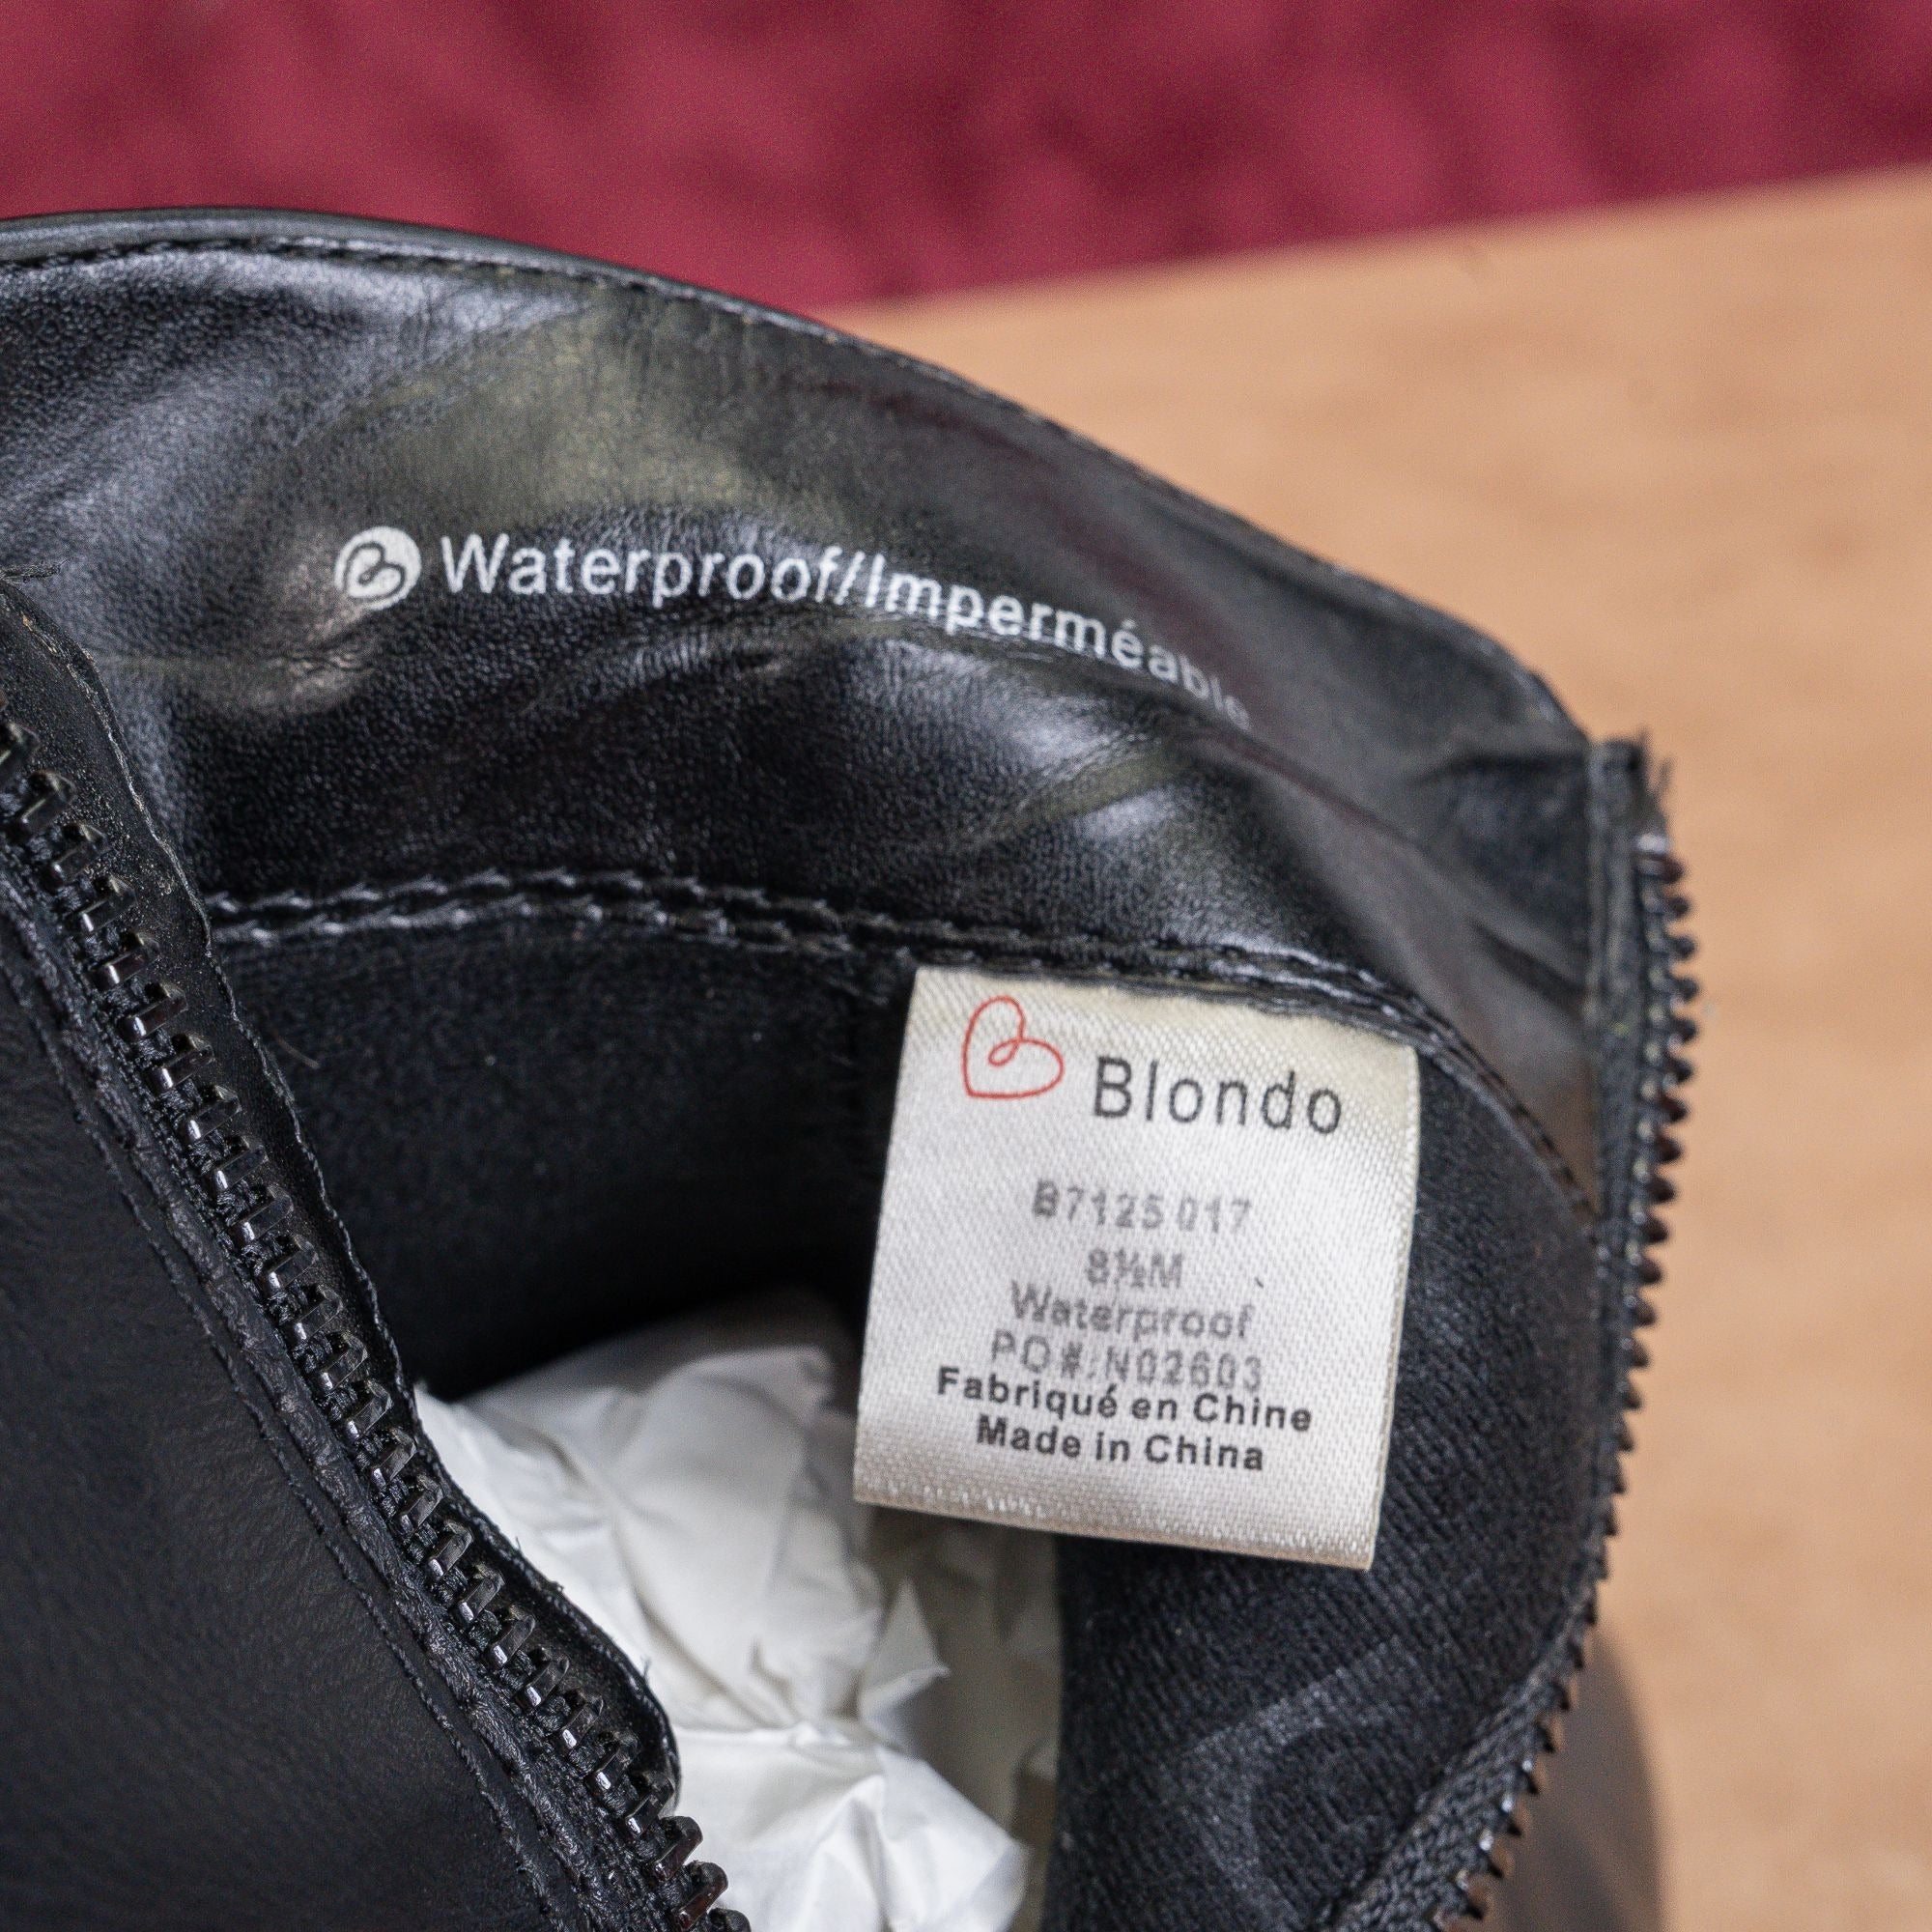 Waterproof/Imperméable
Blondo
B7125 017
8½M
Waterproof
PO#:N02603
Fabriqué en Chine
Made in China